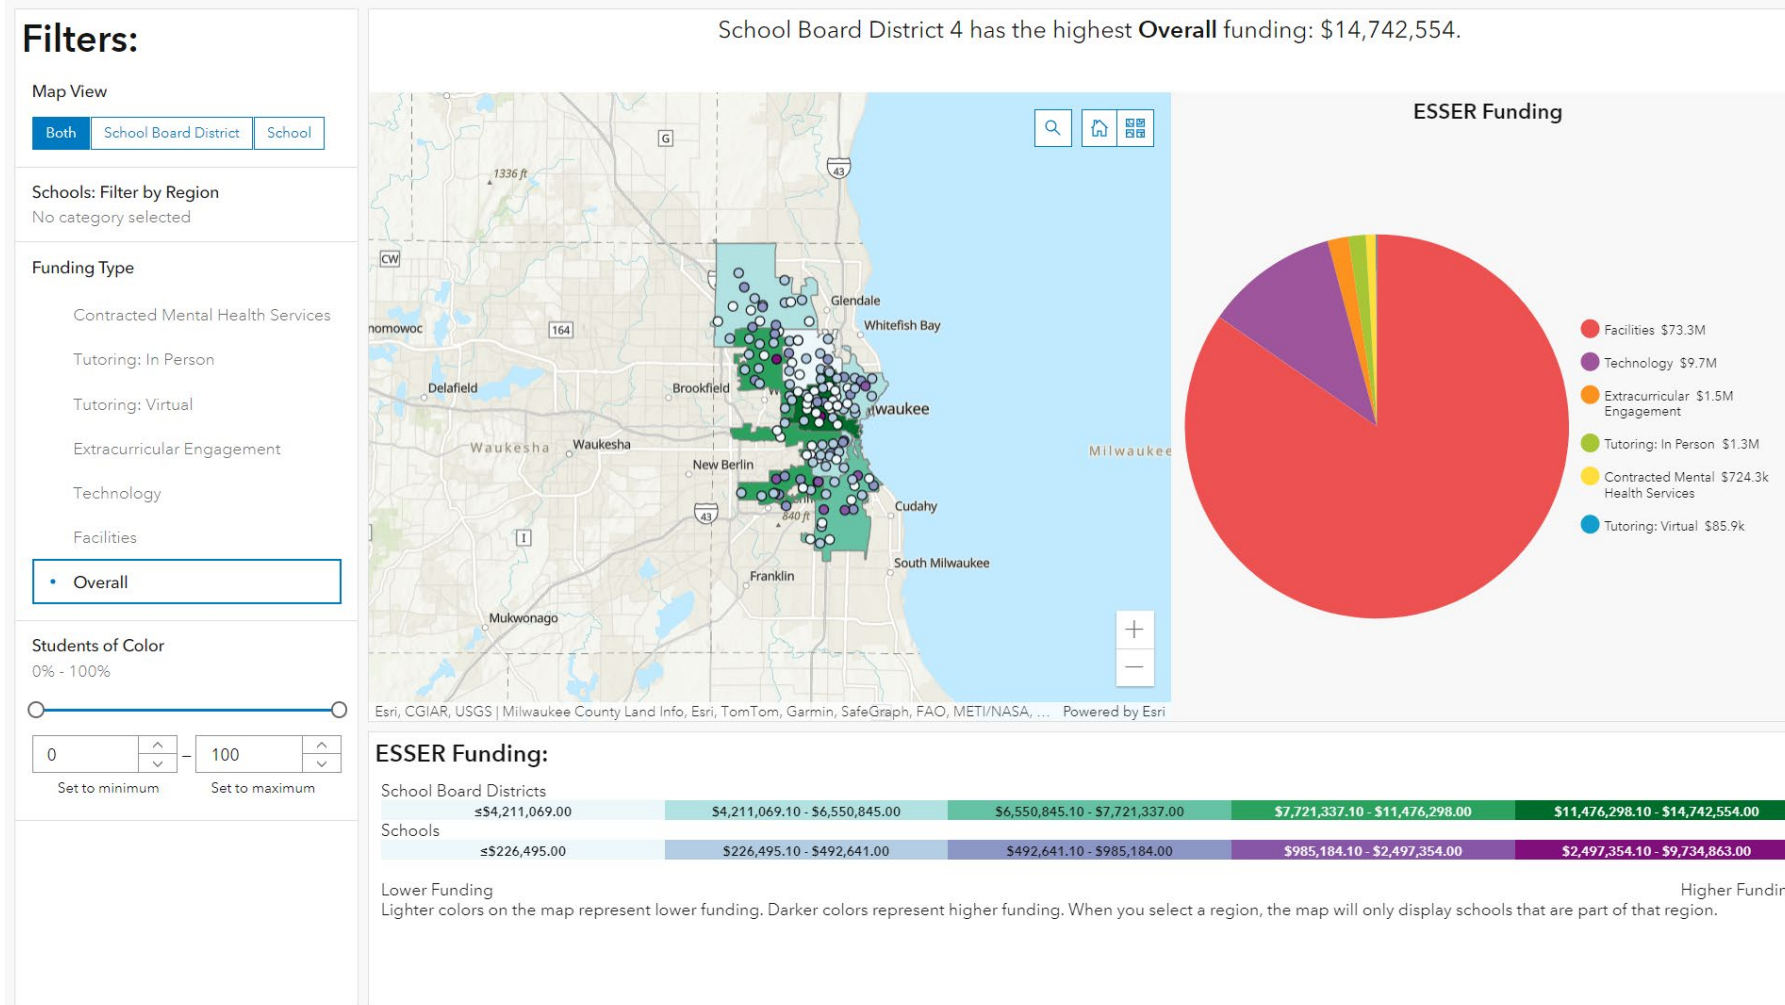 Filters:
Map View
Both
School Board District
School
Schools: Filter by Region
No category selected
Funding Type
Contracted Mental Health Services
Tutoring: In Person
Tutoring: Virtual
Extracurricular Engagement
Technology
Facilities
Overall
Students of Color
0% - 100%
0 – 100
Set to minimum
Set to maximum
School Board District 4 has the highest Overall funding: $14,742,554.
G
43
1336 ft
CW
Glendale
164
Whitefish Bay
nomowoc
Delafield
Brookfield
W
waukee
Waukesha
Waukesha
Milwaukee
New Berlin
43
840 ft
Cudahy
I
South Milwaukee
Franklin
Mukwonago
Esri, CGIAR, USGS | Milwaukee County Land Info, Esri, TomTom, Garmin, SafeGraph, FAO, METI/NASA, ...
Powered by Esri
ESSER Funding
Facilities $73.3M
Technology $9.7M
Extracurricular $1.5M
Engagement
Tutoring: In Person $1.3M
Contracted Mental $724.3k
Health Services
Tutoring: Virtual $85.9k
ESSER Funding:
School Board Districts
≤$4,211,069.00
$4,211,069.10 - $6,550,845.00
$6,550,845.10 - $7,721,337.00
$7,721,337.10 - $11,476,298.00
$11,476,298.10 - $14,742,554.00
Schools
≤$226,495.00
$226,495.10 - $492,641.00
$492,641.10 - $985,184.00
$985,184.10 - $2,497,354.00
$2,497,354.10 - $9,734,863.00
Lower Funding
Higher Fundin
Lighter colors on the map represent lower funding. Darker colors represent higher funding. When you select a region, the map will only display schools that are part of that region.